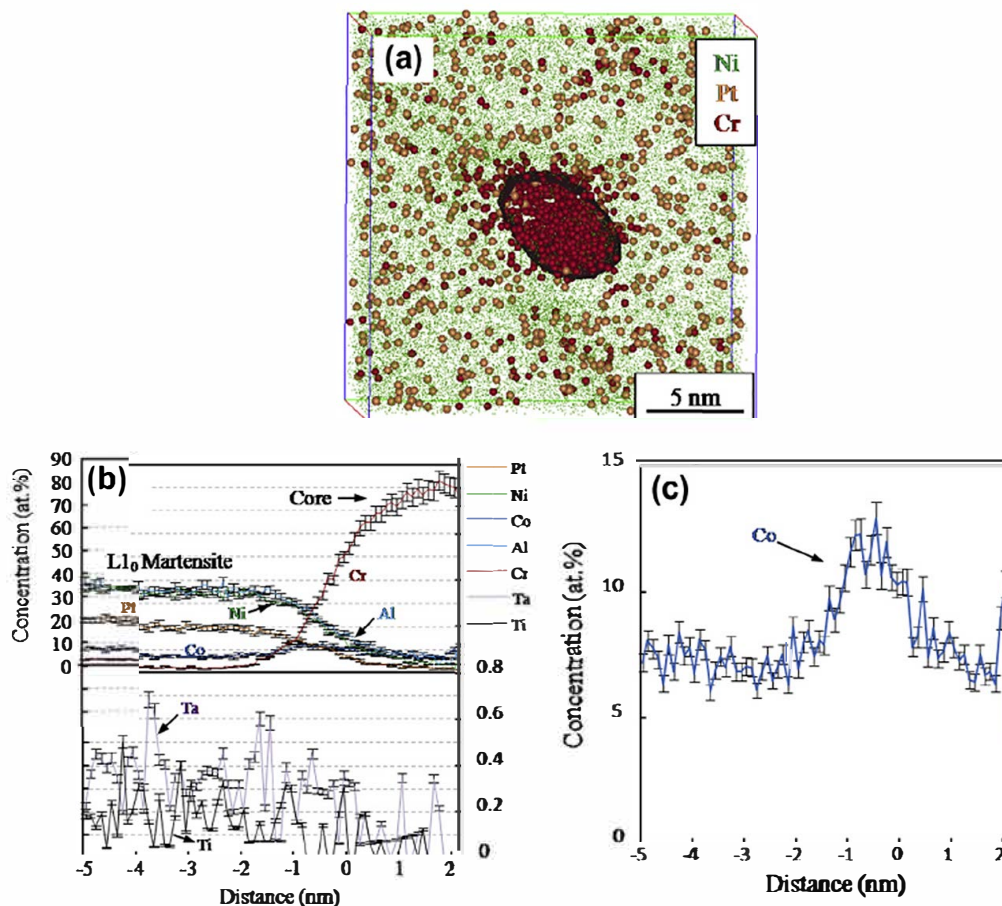 (a)
Ni
Pt
Cr
5 nm
(b)
Concentration (at.%)
90
80
70
60
50
40
30
20
10
0
Core
L1₀ Martensite
Cr
Pt
Ni
Al
Co
Pt
Ni
Co
Al
Cr
Ta
Ti
0.8
0.6
0.4
0.2
0
Ta
Ti
-5 -4 -3 -2 -1 0 1 2
Distance (nm)
(c)
Concentration (at.%)
15
10
5
0
Co
-5 -4 -3 -2 -1 0 1 2
Distance (nm)